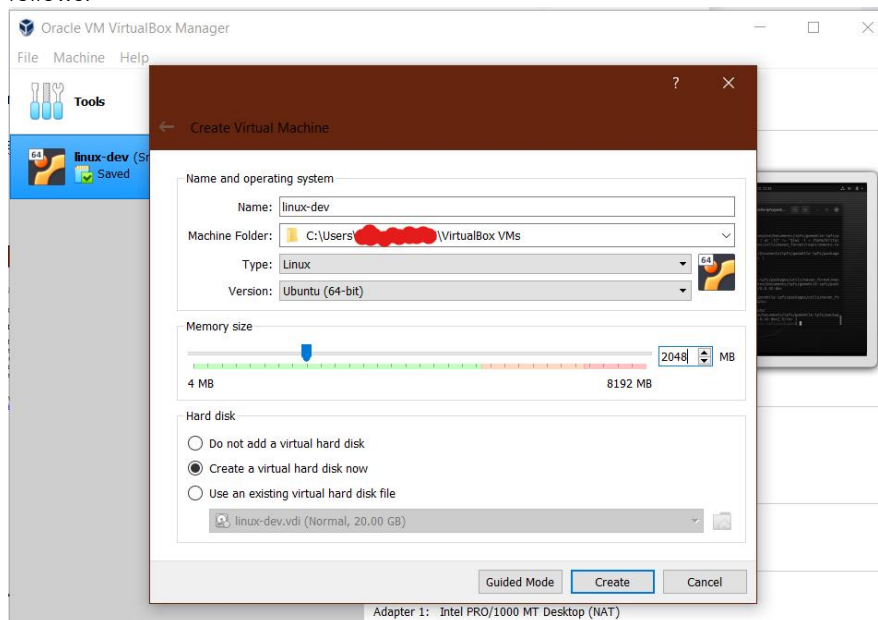 Oracle VM VirtualBox Manager
File Machine Help
Tools
? ×
← Create Virtual Machine
64 linux-dev (Sn
Saved
Name and operating system
Name: linux-dev
Machine Folder: C:\Users\ \VirtualBox VMs
Type: Linux
64
Version: Ubuntu (64-bit)
Memory size
2048 MB
4 MB 8192 MB
Hard disk
Do not add a virtual hard disk
Create a virtual hard disk now
Use an existing virtual hard disk file
linux-dev.vdi (Normal, 20.00 GB)
Guided Mode Create Cancel
Adapter 1: Intel PRO/1000 MT Desktop (NAT)